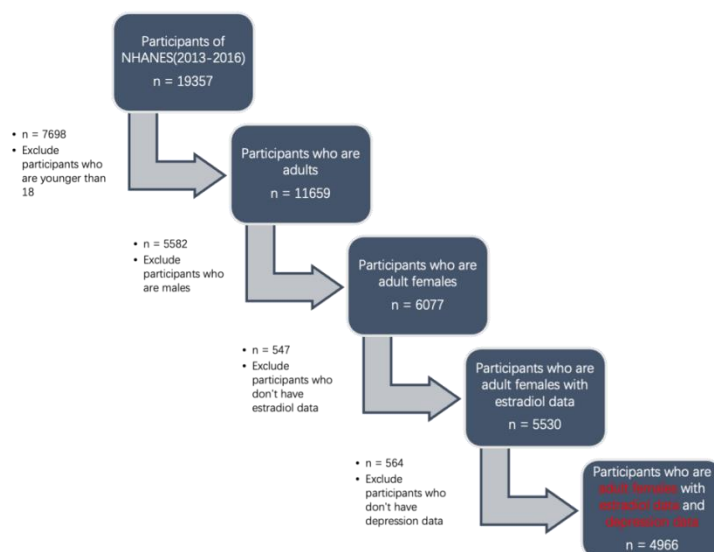 Participants of
NHANES(2013-2016)
n = 19357
• n = 7698
• Exclude
participants who
are younger than
18
Participants who are
adults
n = 11659
• n = 5582
• Exclude
participants who
are males
Participants who are
adult females
n = 6077
• n = 547
• Exclude
participants who
don't have
estradiol data
Participants who are
adult females with
estradiol data
n = 5530
• n = 564
• Exclude
participants who
don't have
depression data
Participants who are
adult females with
estradiol data and
depression data
n = 4966